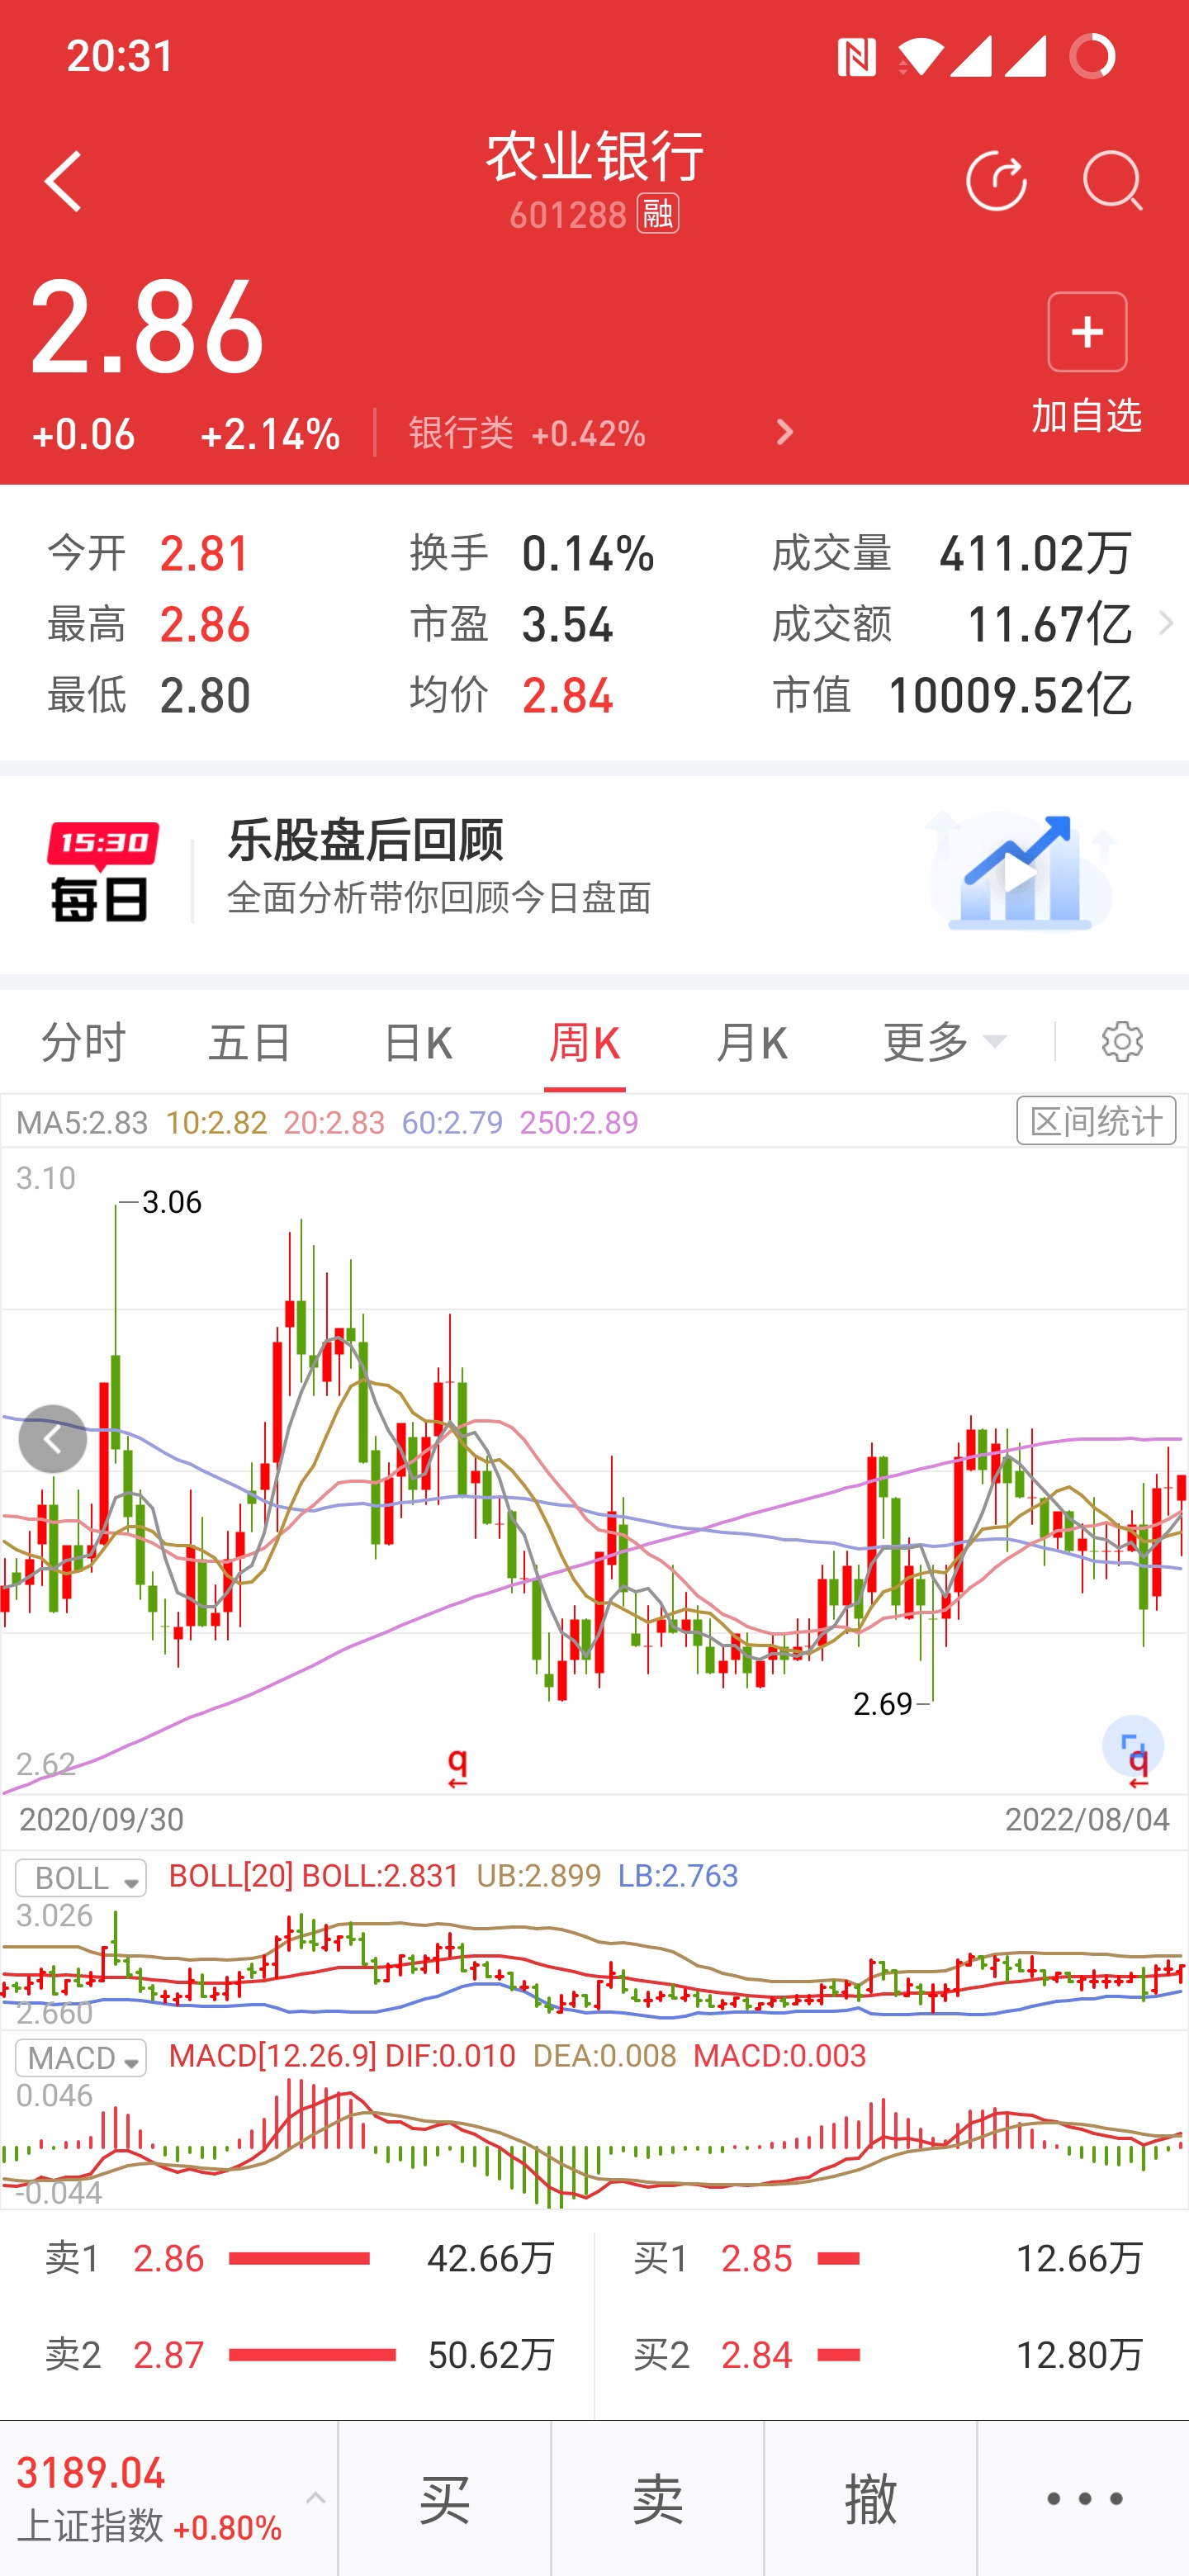 20:31
农业银行
601288 融
2.86
+0.06 +2.14% 银行类 +0.42%
加自选
今开 2.81 换手 0.14% 成交量 411.02万
最高 2.86 市盈 3.54 成交额 11.67亿
最低 2.80 均价 2.84 市值 10009.52亿
15:30
每日
乐股盘后回顾
全面分析带你回顾今日盘面
分时 五日 日K 周K 月K 更多
MA5:2.83 10:2.82 20:2.83 60:2.79 250:2.89 区间统计
3.10
3.06
2.69
2.62
q q
2020/09/30 2022/08/04
BOLL BOLL[20] BOLL:2.831 UB:2.899 LB:2.763
3.026
2.660
MACD MACD[12.26.9] DIF:0.010 DEA:0.008 MACD:0.003
0.046
-0.044
卖1 2.86 42.66万 买1 2.85 12.66万
卖2 2.87 50.62万 买2 2.84 12.80万
3189.04
上证指数 +0.80%
买 卖 撤